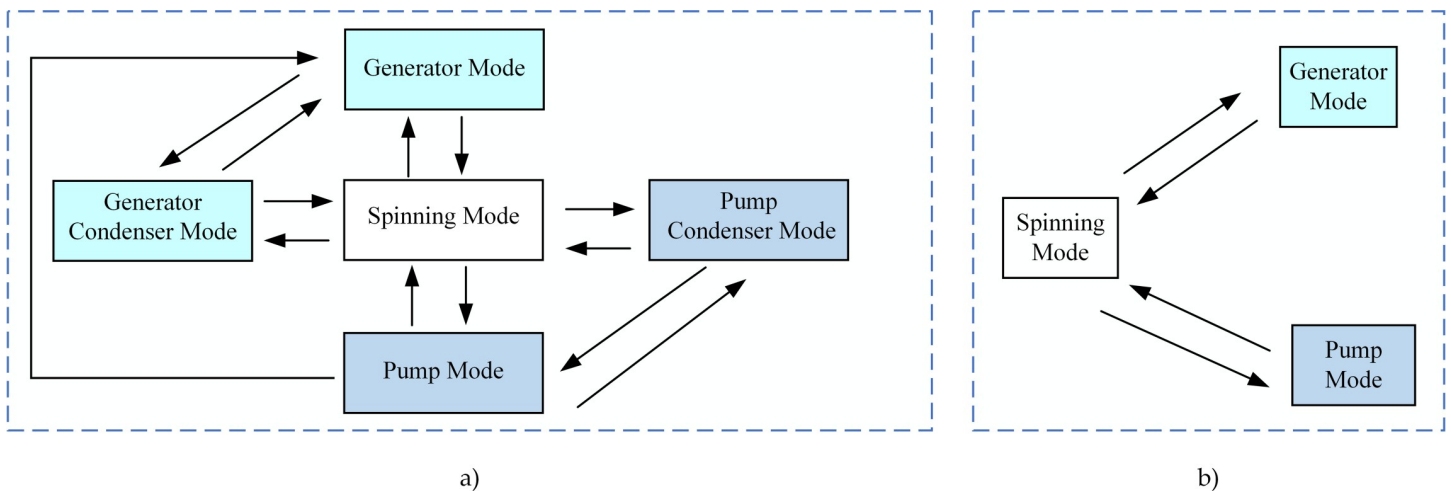 Generator Mode
Generator
Condenser Mode
Spinning Mode
Pump
Condenser Mode
Pump Mode
a)
Generator
Mode
Spinning
Mode
Pump
Mode
b)